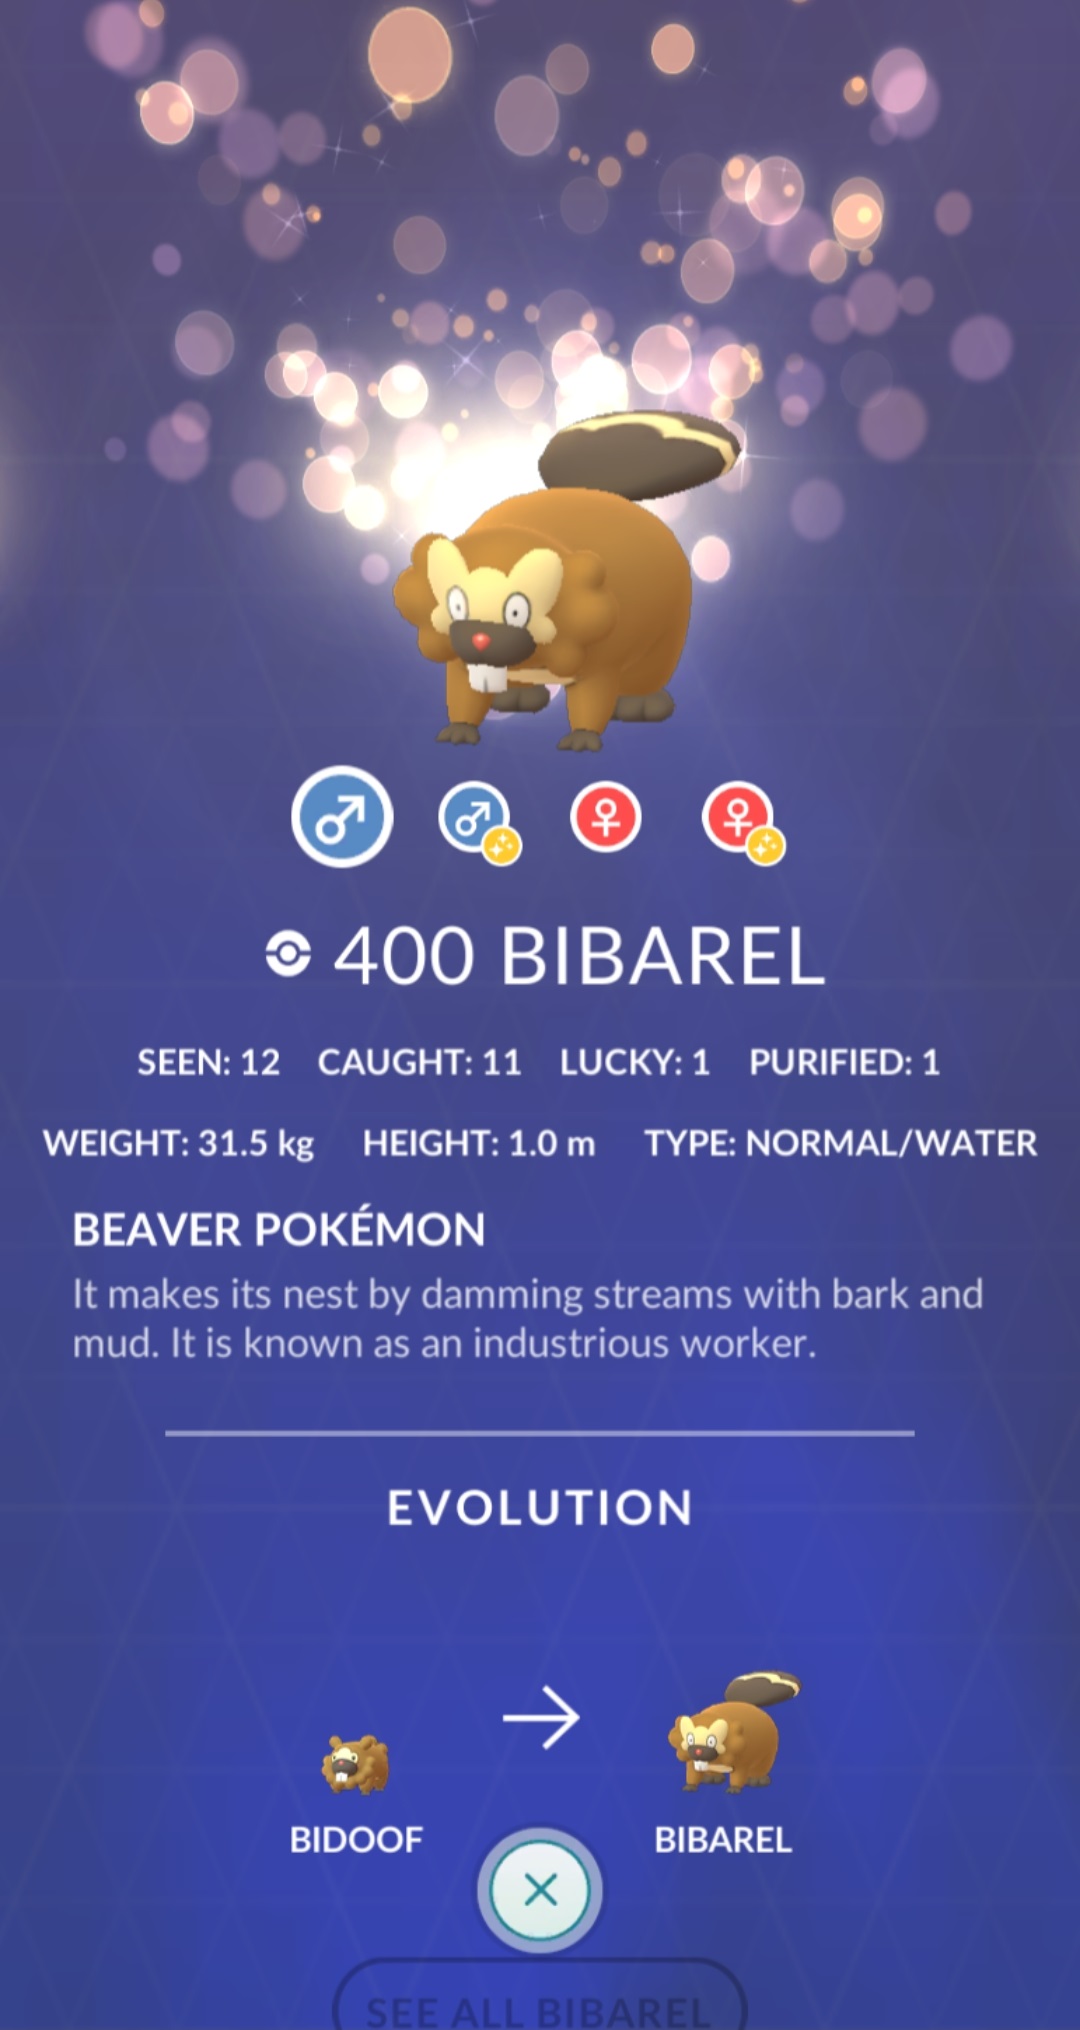 400 BIBAREL
SEEN: 12 CAUGHT: 11 LUCKY: 1 PURIFIED: 1
WEIGHT: 31.5 kg HEIGHT: 1.0 m TYPE: NORMAL/WATER
BEAVER POKÉMON
It makes its nest by damming streams with bark and
mud. It is known as an industrious worker.
EVOLUTION
BIDOOF BIBAREL
SEE ALL BIBAREL